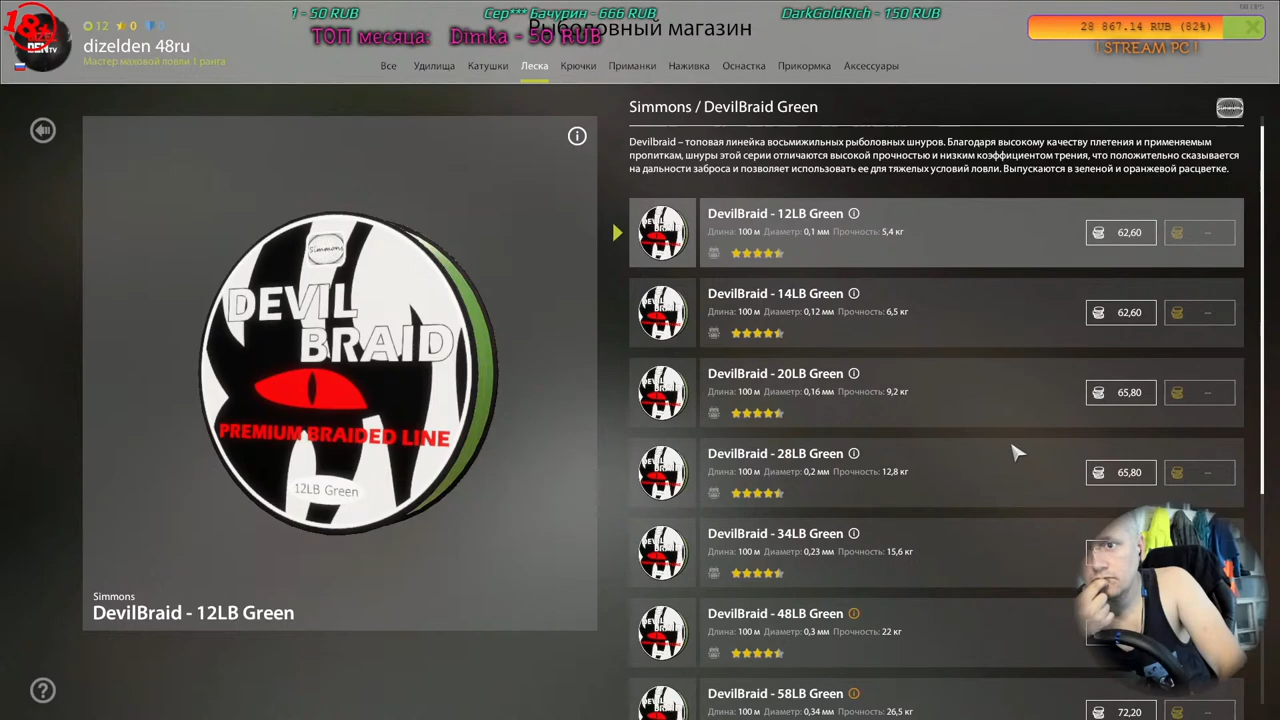 1 - 50 RUB
Сер*** Бачурин - 666 RUB
DarkGoldRich - 150 RUB
18+
12
0
0
28 867.14 RUB (82%)
ТОП месяца: Dimka - 50 RUB
Рыболовный магазин
dizelden 48ru
! STREAM PC !
Мастер маховой ловли 1 ранга
Все
Удилища
Катушки
Леска
Крючки
Приманки
Наживка
Оснастка
Прикормка
Аксессуары
Simmons / DevilBraid Green
Simmons
Devilbraid – топовая линейка восьмижильных рыболовных шнуров. Благодаря высокому качеству плетения и применяемым
пропиткам, шнуры этой серии отличаются высокой прочностью и низким коэффициентом трения, что положительно сказывается
на дальности заброса и позволяет использовать ее для тяжелых условий ловли. Выпускаются в зеленой и оранжевой расцветке.
Simmons
DEVIL
BRAID
PREMIUM BRAIDED LINE
12LB Green
Simmons
DevilBraid - 12LB Green
DevilBraid - 12LB Green
Длина: 100 м Диаметр: 0,1 мм Прочность: 5,4 кг
62,60
--
DevilBraid - 14LB Green
Длина: 100 м Диаметр: 0,12 мм Прочность: 6,5 кг
62,60
--
DevilBraid - 20LB Green
Длина: 100 м Диаметр: 0,16 мм Прочность: 9,2 кг
65,80
--
DevilBraid - 28LB Green
Длина: 100 м Диаметр: 0,2 мм Прочность: 12,8 кг
65,80
--
DevilBraid - 34LB Green
Длина: 100 м Диаметр: 0,23 мм Прочность: 15,6 кг
DevilBraid - 48LB Green
Длина: 100 м Диаметр: 0,3 мм Прочность: 22 кг
DevilBraid - 58LB Green
Длина: 100 м Диаметр: 0,34 мм Прочность: 26,5 кг
72,20
--
?